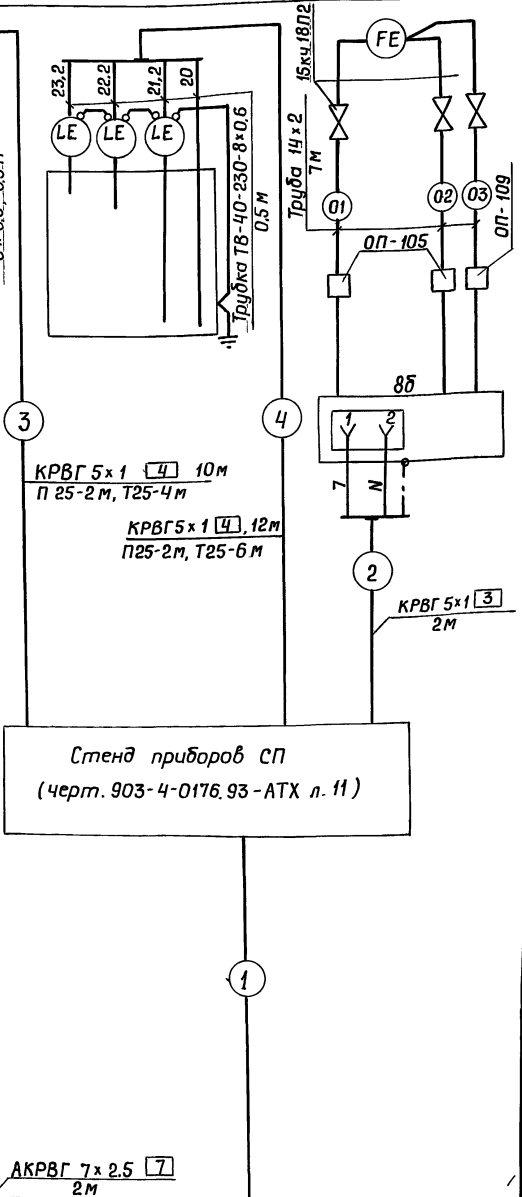 23,2
22.2
21,2
20
LE
LE
LE
Трубка ТВ-40-230-8×0,6
0.5 м
15кч 18П2
FE
Труба 14×2
7 м
01
02
03
ОП-105
ОП-109
8б
1
2
7
N
3
4
КРВГ 5×1 4 10м
П 25-2м, Т25-4м
КРВГ5×1 4, 12м
П25-2м, Т25-6м
2
КРВГ 5×1 3
2м
Стенд приборов СП
(черт. 903-4-0176.93-АТХ л. 11)
1
АКРВГ 7×2.5 7
2м